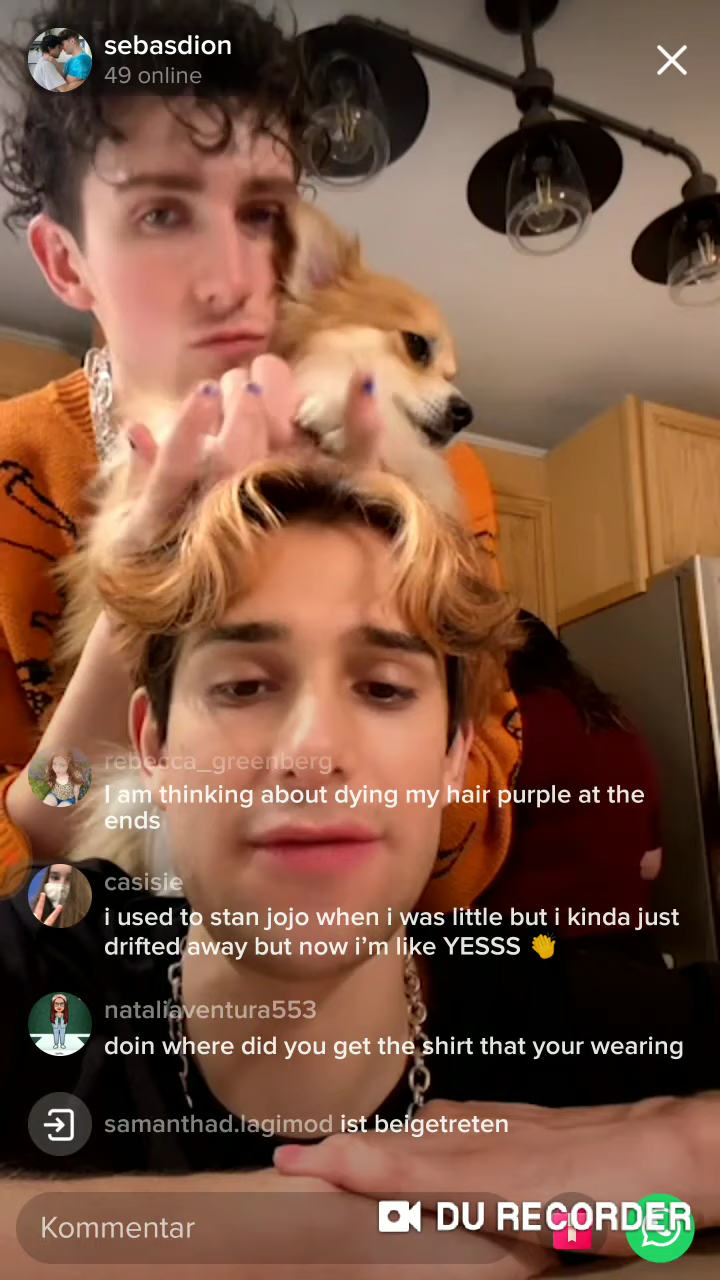 sebasdion
49 online
rebecca_greenberg
I am thinking about dying my hair purple at the
ends
casisie
i used to stan jojo when i was little but i kinda just
drifted away but now i'm like YESSS 👏
nataliaventura553
doin where did you get the shirt that your wearing
samanthad.lagimod ist beigetreten
Kommentar
DU RECORDER